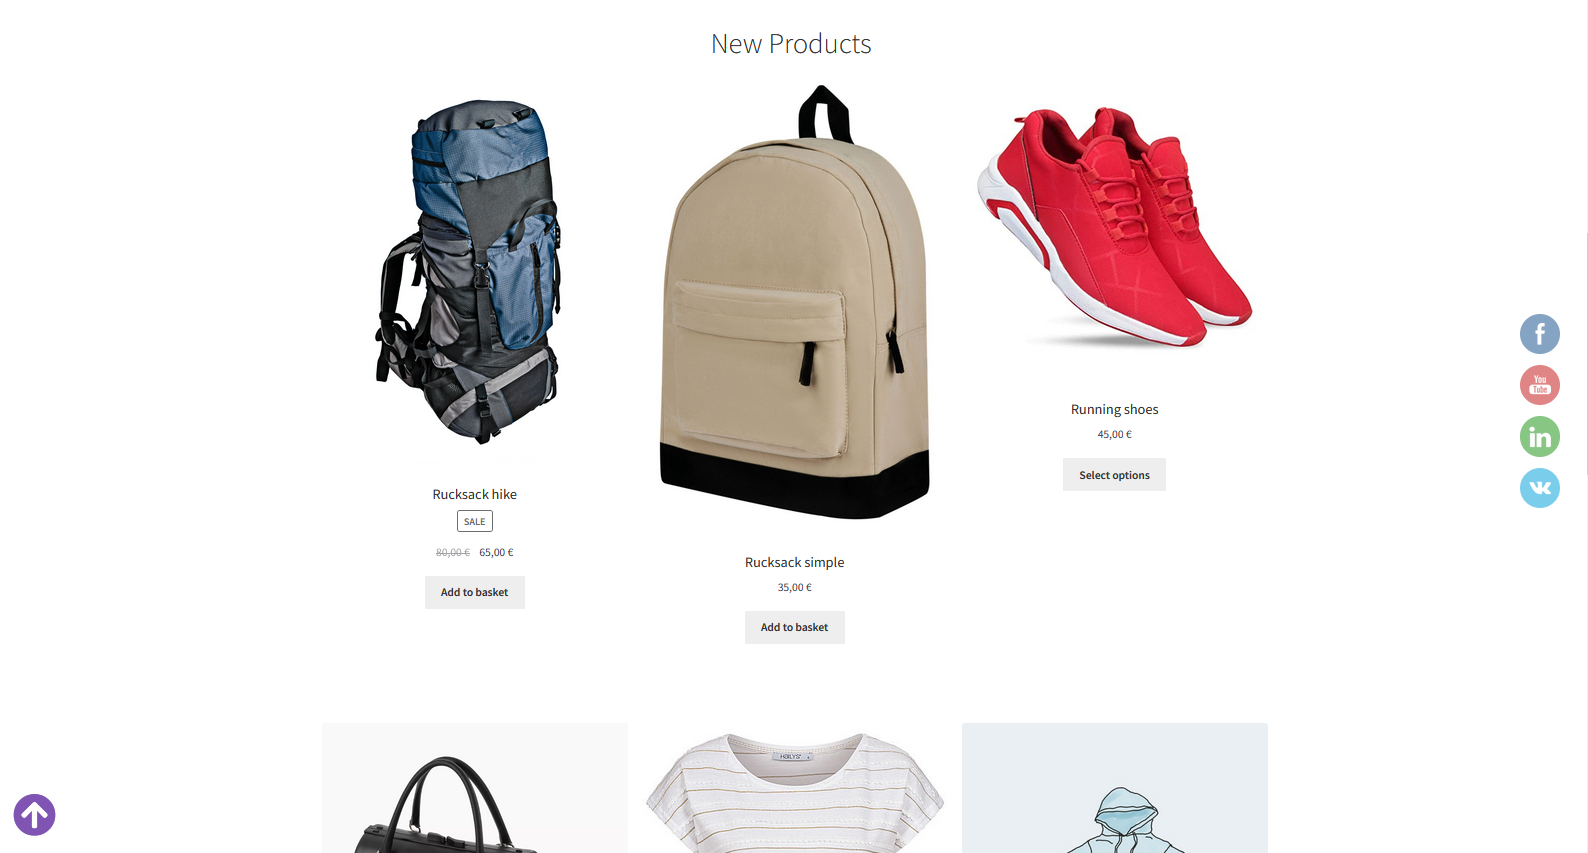 New Products
Rucksack hike
SALE
80,00 € 65,00 €
Add to basket
Rucksack simple
35,00 €
Add to basket
Running shoes
45,00 €
Select options
f
You
Tube
in
HAILYS